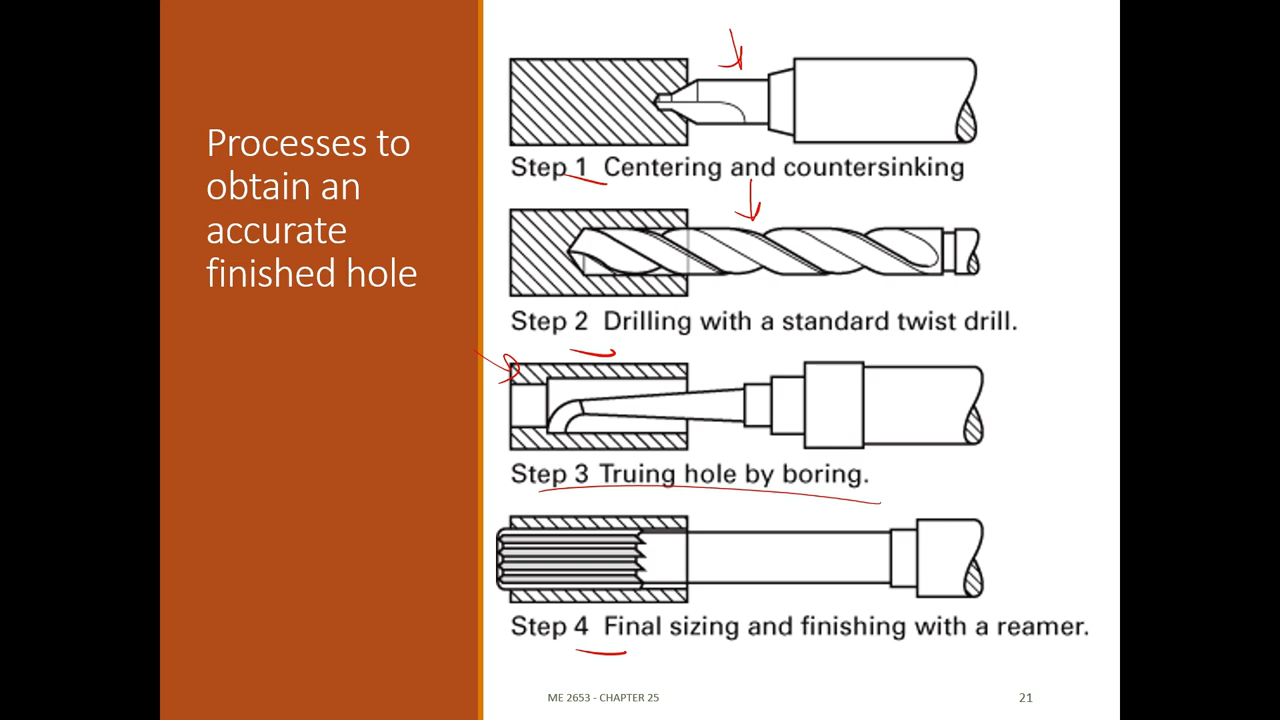 Processes to
obtain an
accurate
finished hole
Step 1 Centering and countersinking
Step 2 Drilling with a standard twist drill.
Step 3 Truing hole by boring.
Step 4 Final sizing and finishing with a reamer.
ME 2653 - CHAPTER 25
21